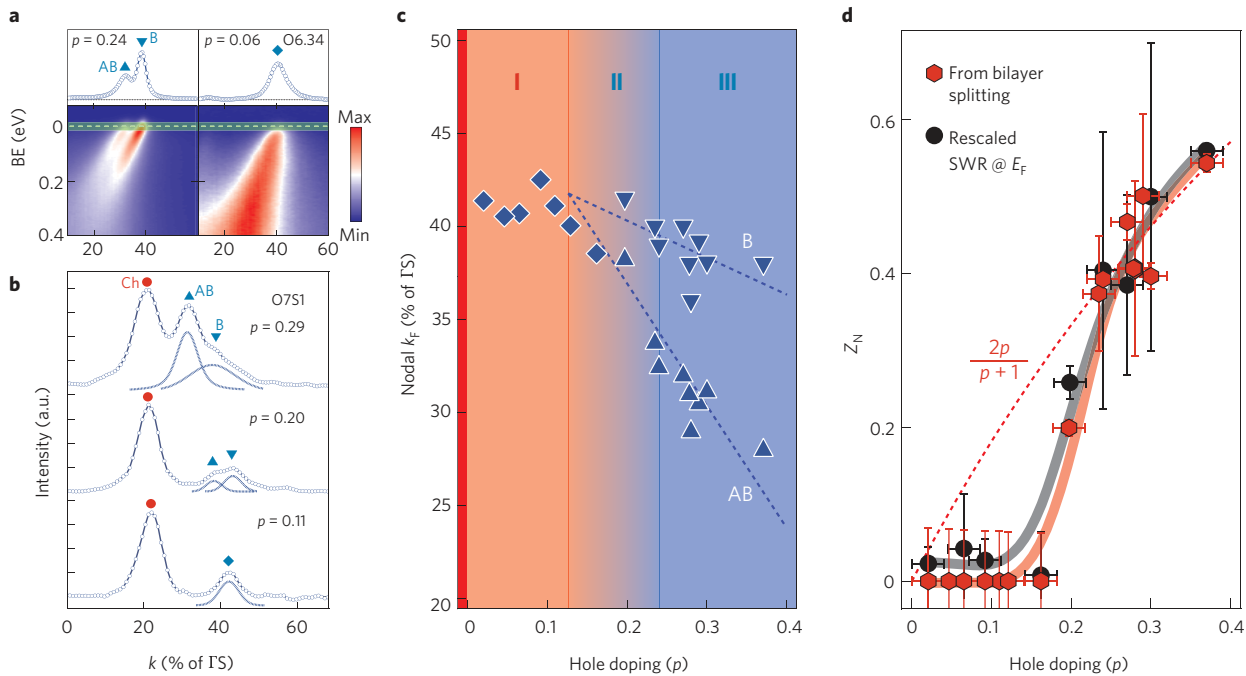 a
p = 0.24
B
AB
p = 0.06
O6.34
BE (eV)
0
0.2
0.4
20
40
20
40
60
Max
Min
b
Ch
AB
O7S1
B
p = 0.29
p = 0.20
p = 0.11
Intensity (a.u.)
0
20
40
60
k (% of ΓS)
c
I
II
III
B
AB
Nodal kF (% of ΓS)
50
45
40
35
30
25
20
0
0.1
0.2
0.3
0.4
Hole doping (p)
d
From bilayer
splitting
Rescaled
SWR @ EF
2p
p + 1
ZN
0.6
0.4
0.2
0
0
0.1
0.2
0.3
0.4
Hole doping (p)